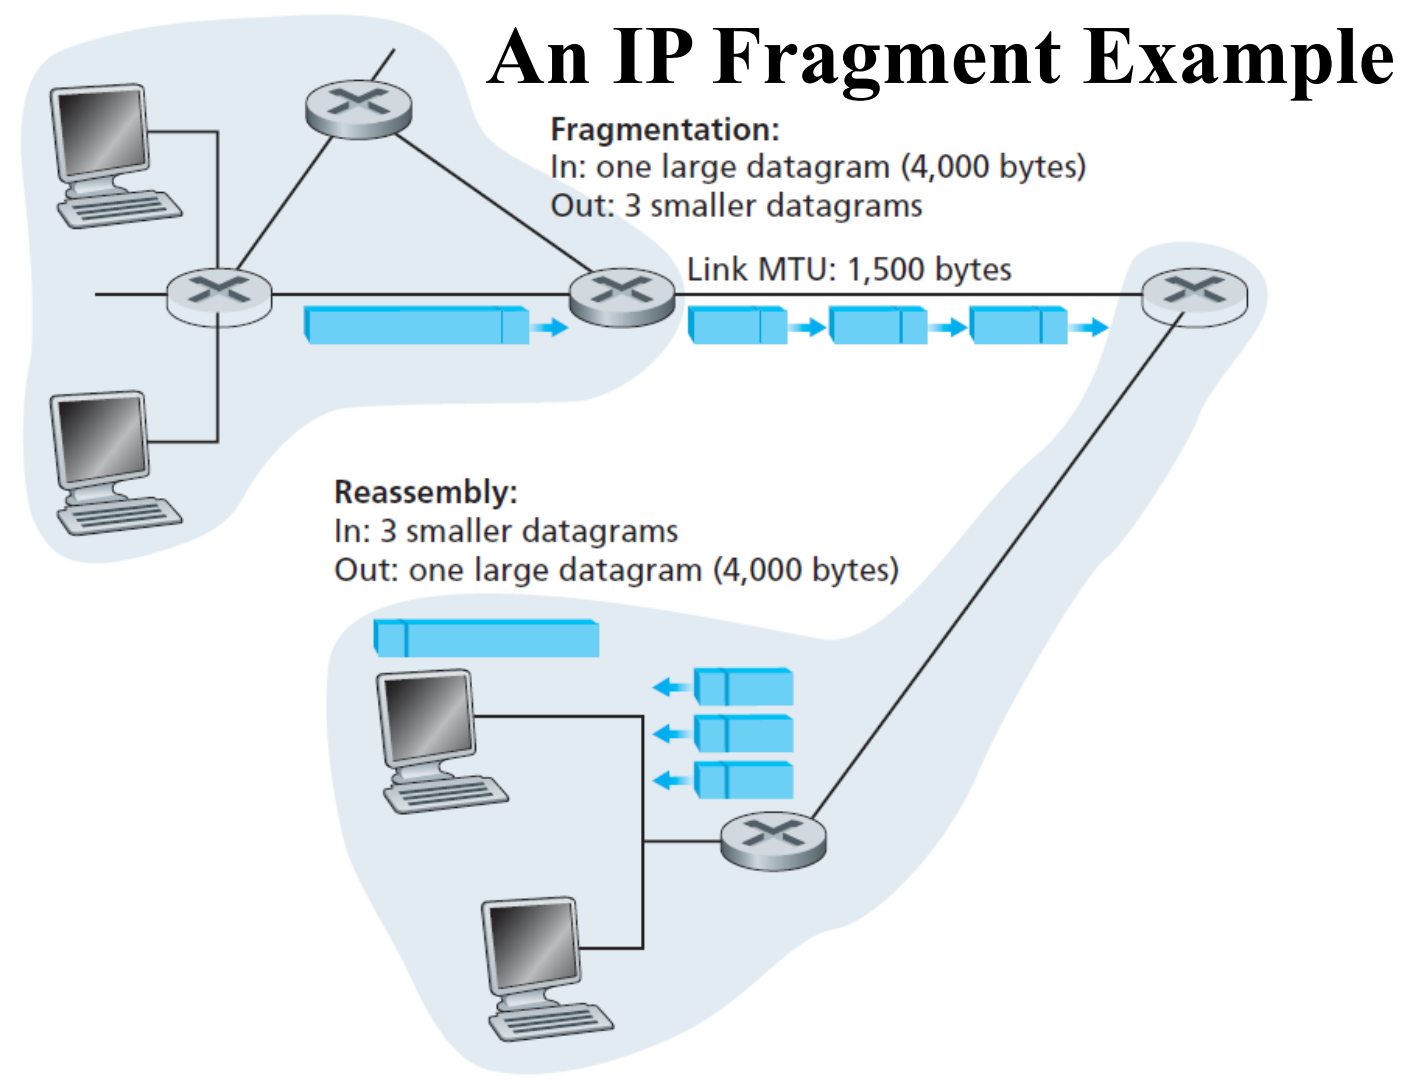 An IP Fragment Example
Fragmentation:
In: one large datagram (4,000 bytes)
Out: 3 smaller datagrams
Link MTU: 1,500 bytes
Reassembly:
In: 3 smaller datagrams
Out: one large datagram (4,000 bytes)